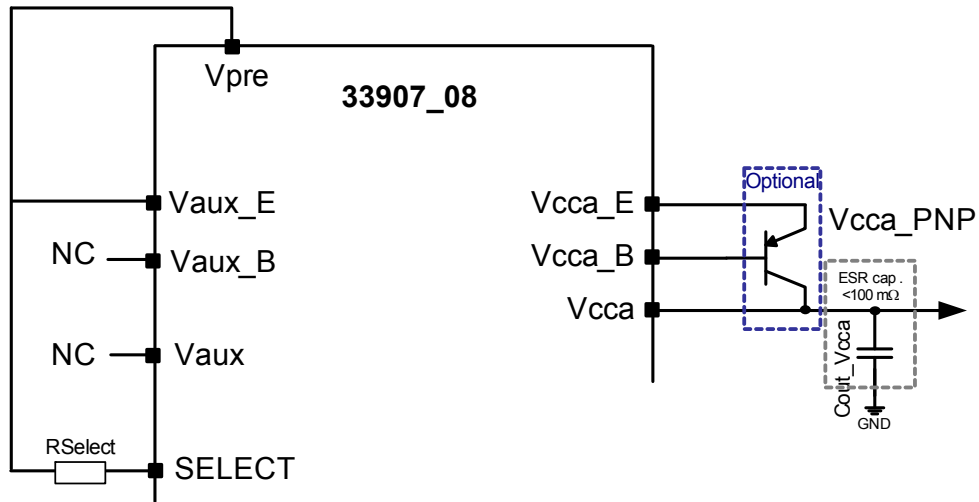 Vpre
33907_08
Optional
Vaux_E
Vcca_E
Vcca_PNP
NC
Vaux_B
Vcca_B
ESR cap .
<100 mΩ
Vcca
NC
Vaux
Cout_Vcca
GND
RSelect
SELECT